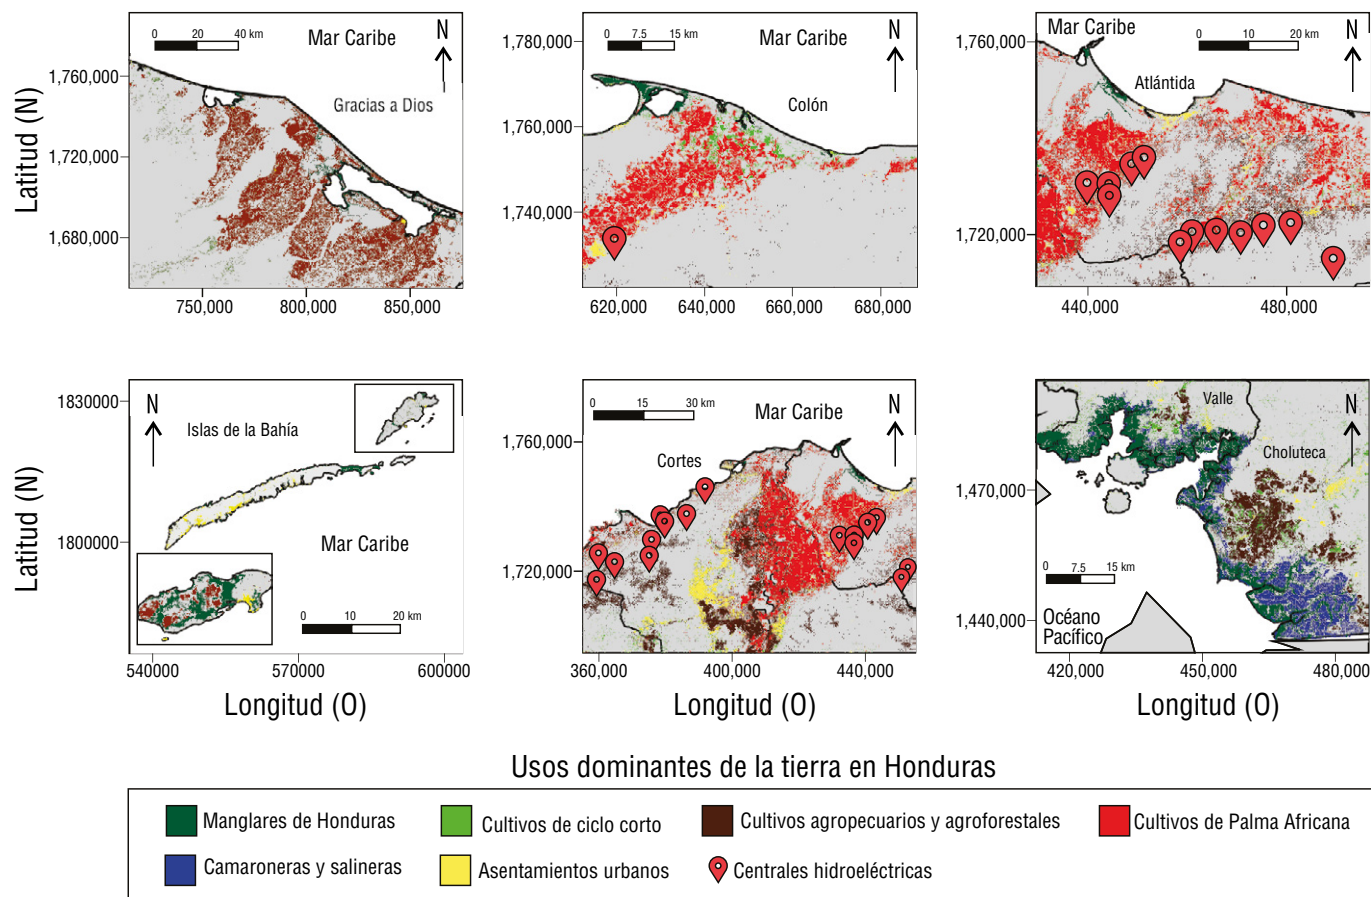 0 20 40 km
Mar Caribe
N
Gracias a Dios
1,760,000
1,720,000
1,680,000
Latitud (N)
750,000 800,000 850,000
0 7.5 15 km
Mar Caribe
N
Colón
1,780,000
1,760,000
1,740,000
620,000 640,000 660,000 680,000
Mar Caribe
0 10 20 km
N
Atlántida
1,760,000
1,720,000
440,000 480,000
N
Islas de la Bahía
Mar Caribe
0 10 20
1830000
1800000
Latitud (N)
540000 570000 600000
Longitud (O)
0 15 30 km
Mar Caribe
N
Cortes
1,760,000
1,720,000
360,000 400,000 440,000
Longitud (O)
Valle
N
Choluteca
0 7.5 15 km
Océano
Pacífico
1,470,000
1,440,000
420,000 450,000 480,000
Longitud (O)
Usos dominantes de la tierra en Honduras
Manglares de Honduras
Cultivos de ciclo corto
Cultivos agropecuarios y agroforestales
Cultivos de Palma Africana
Camaroneras y salineras
Asentamientos urbanos
Centrales hidroeléctricas